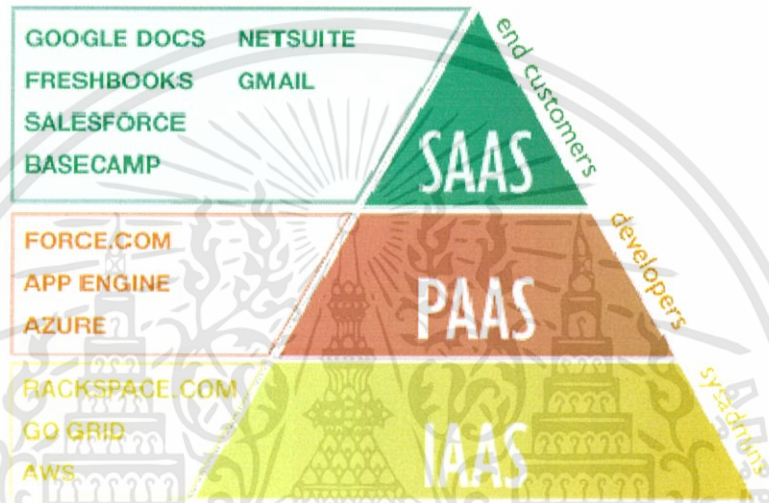 GOOGLE DOCS NETSUITE
FRESHBOOKS GMAIL
SALESFORCE
BASECAMP
SAAS
end customers
FORCE.COM
APP ENGINE
AZURE
PAAS
developers
RACKSPACE.COM
GO GRID
AWS
IAAS
sysadmins